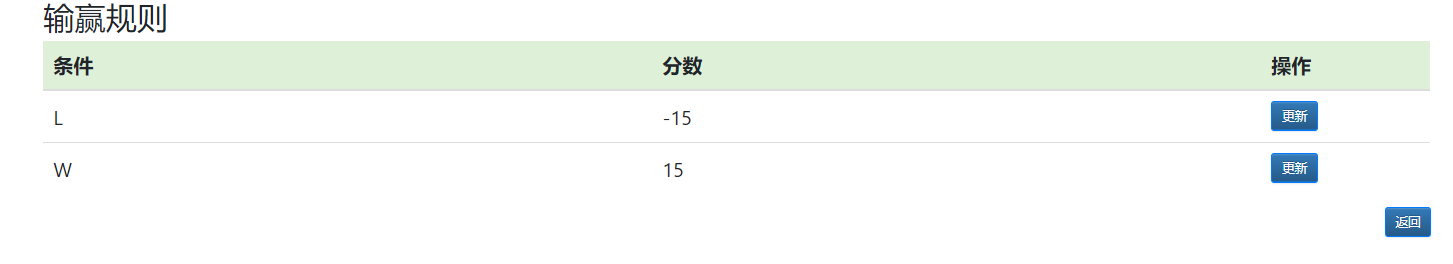 输赢规则
条件 分数 操作
L -15 更新
W 15 更新
返回